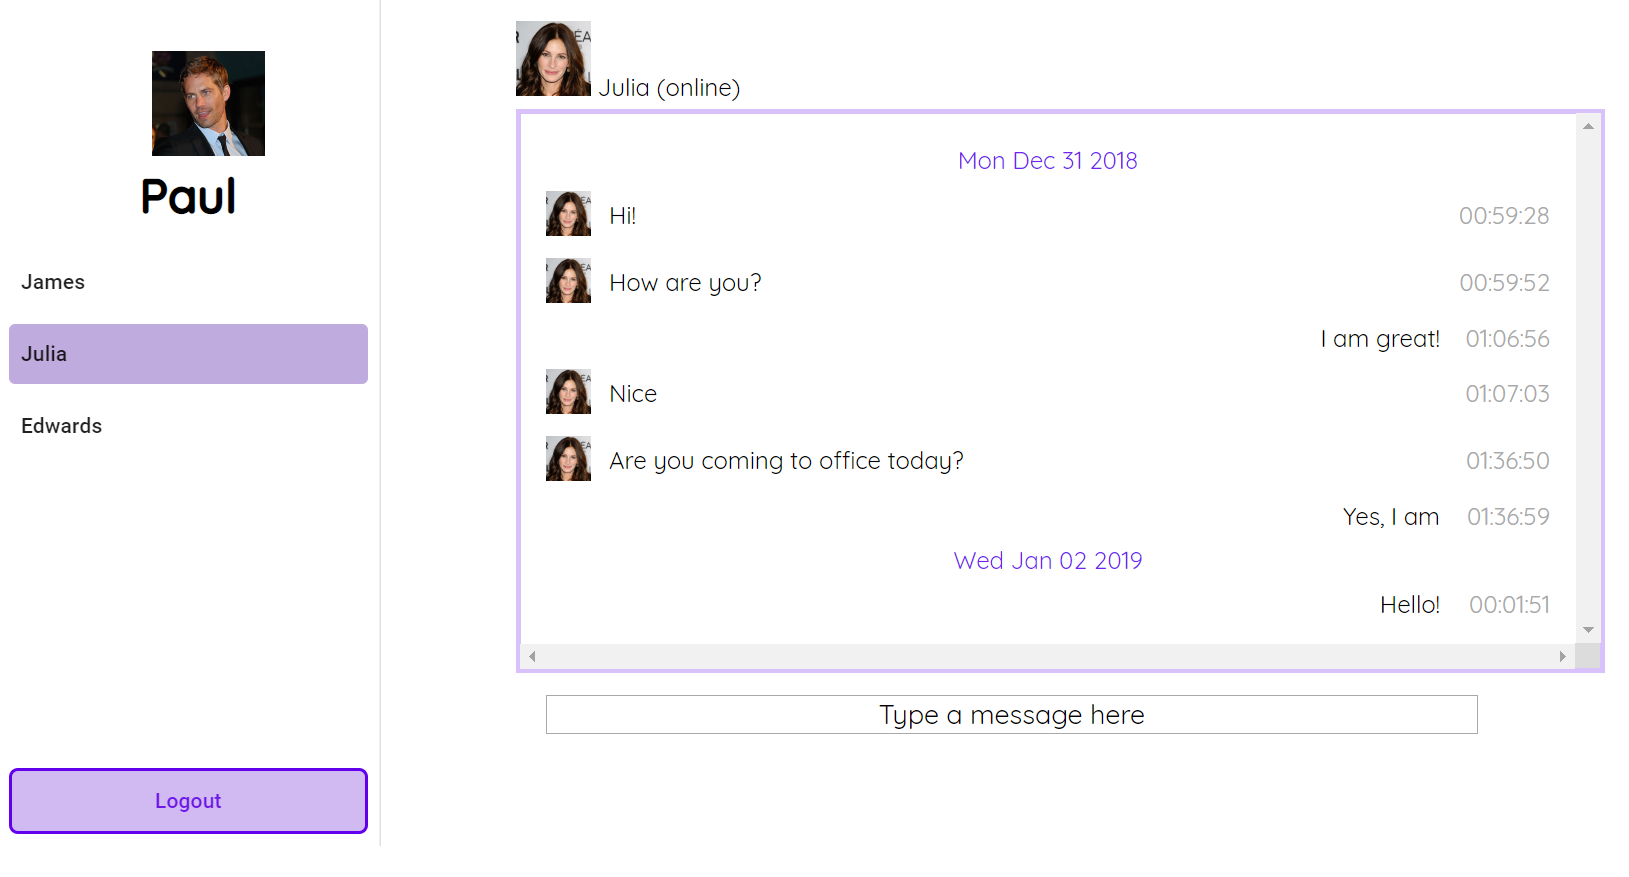 Paul
James
Julia
Edwards
Logout
Julia (online)
Mon Dec 31 2018
Hi! 00:59:28
How are you? 00:59:52
I am great! 01:06:56
Nice 01:07:03
Are you coming to office today? 01:36:50
Yes, I am 01:36:59
Wed Jan 02 2019
Hello! 00:01:51
Type a message here